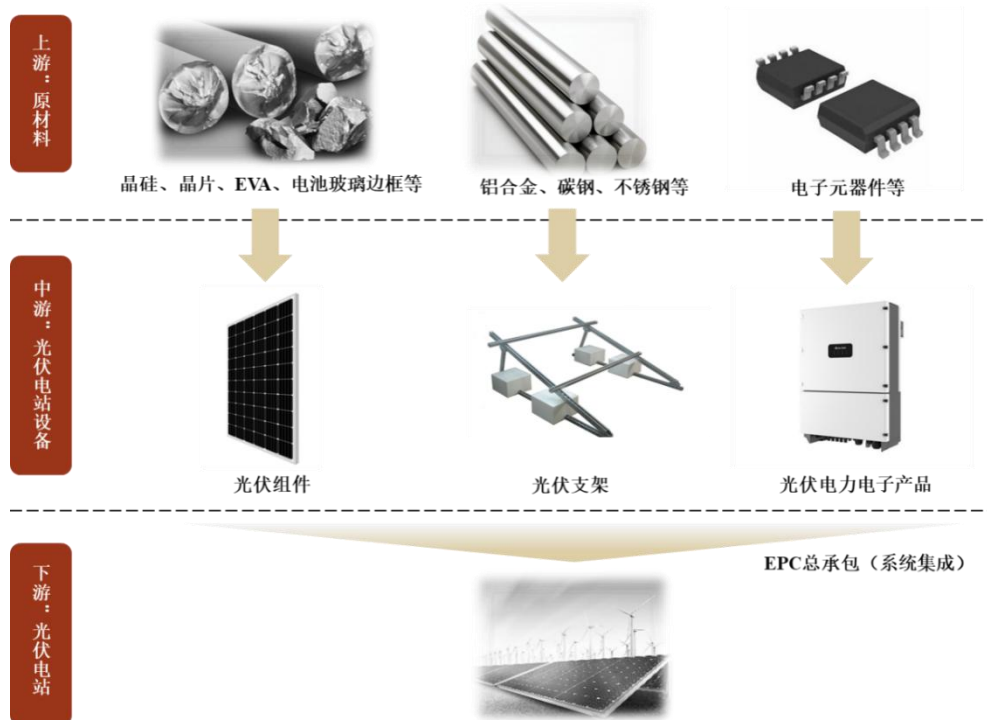 上游：原材料
晶硅、晶片、EVA、电池玻璃边框等
铝合金、碳钢、不锈钢等
电子元器件等
中游：光伏电站设备
光伏组件
光伏支架
光伏电力电子产品
EPC总承包（系统集成）
下游：光伏电站